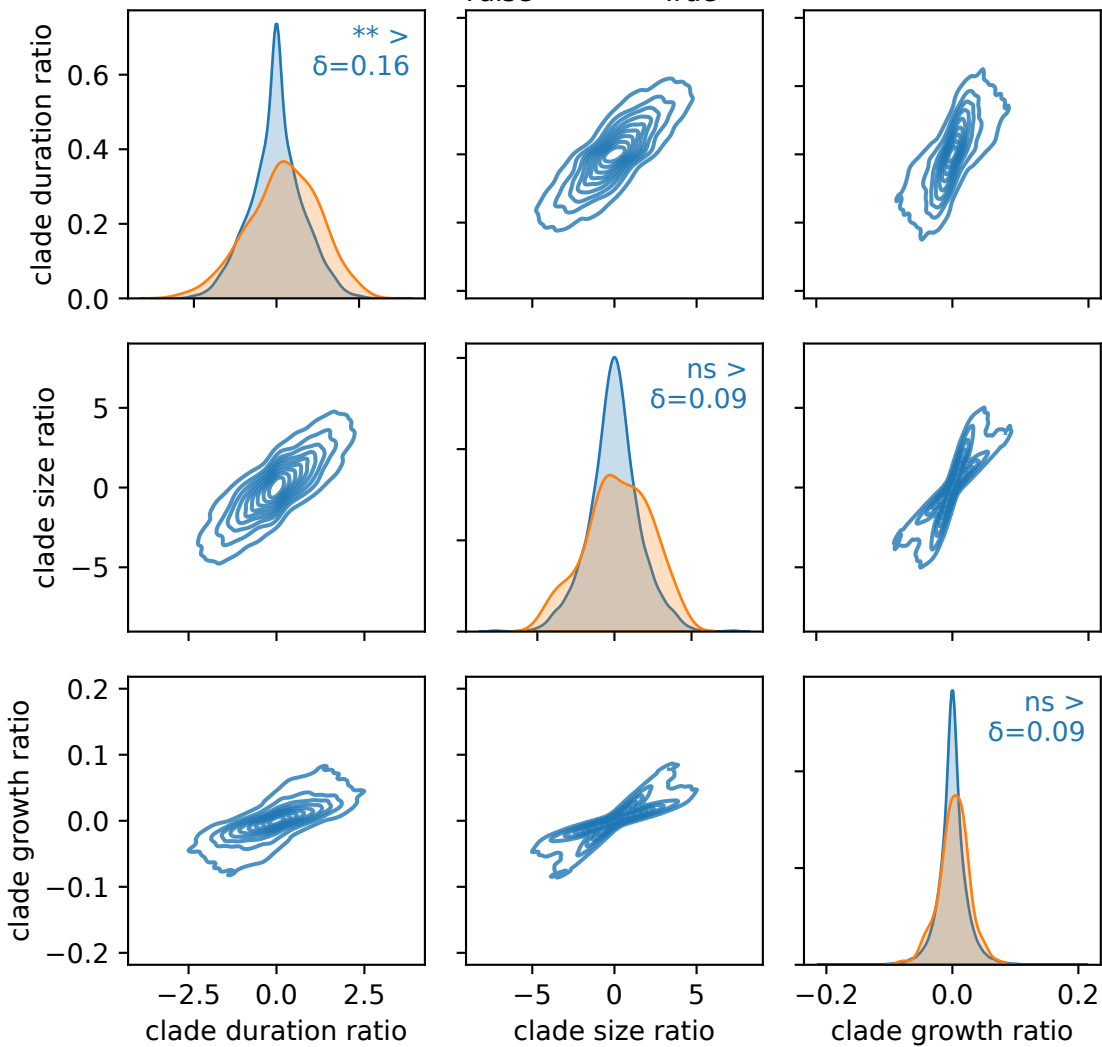 clade duration ratio
0.6
0.4
0.2
0.0
** >
δ=0.16
clade size ratio
5
0
−5
ns >
δ=0.09
clade growth ratio
0.2
0.1
0.0
−0.1
−0.2
ns >
δ=0.09
−2.5 0.0 2.5
−5 0 5
−0.2 0.0 0.2
clade duration ratio
clade size ratio
clade growth ratio